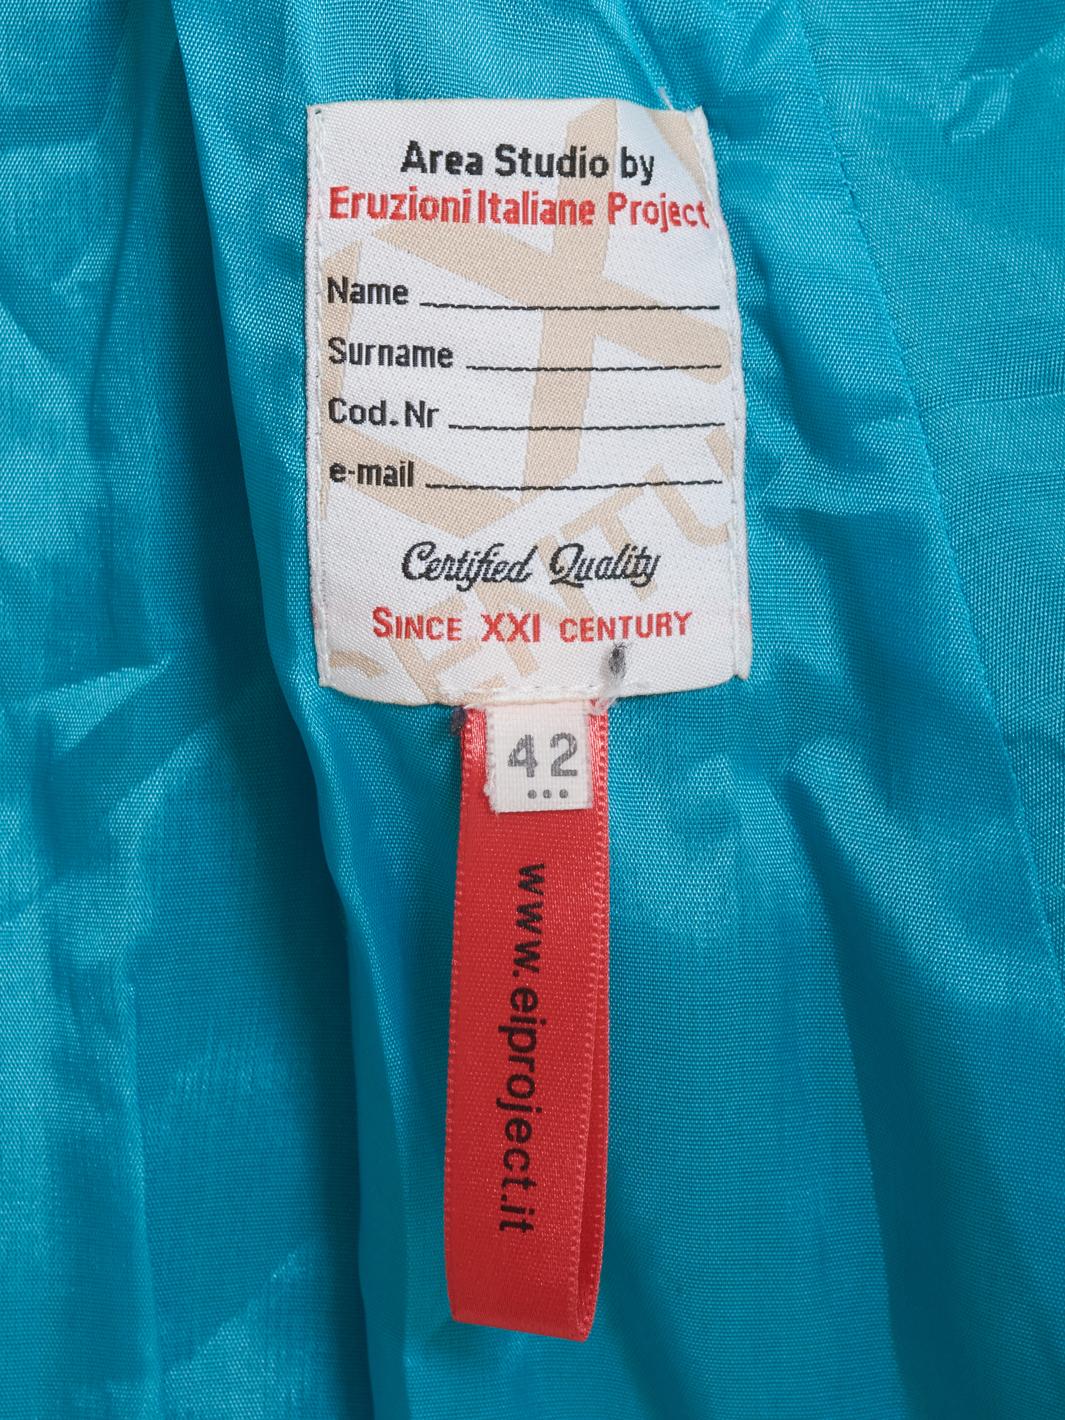 Area Studio by
Eruzioni Italiane Project
Name
Surname
Cod. Nr
e-mail
Certified Quality
SINCE XXI CENTURY
42
www.eiproject.it